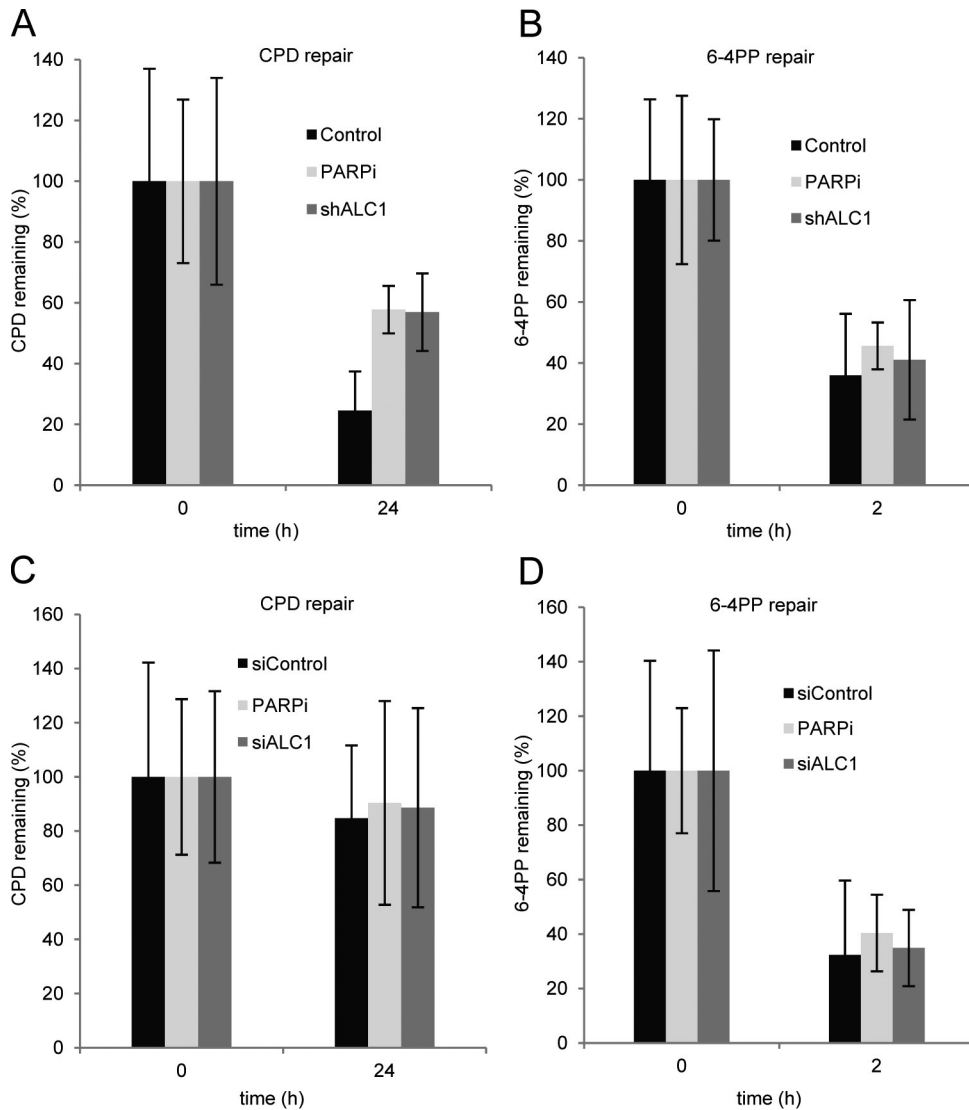 A
CPD repair
CPD remaining (%)
140
120
100
80
60
40
20
0
Control
PARPi
shALC1
0
24
time (h)
B
6-4PP repair
6-4PP remaining (%)
140
120
100
80
60
40
20
0
Control
PARPi
shALC1
0
2
time (h)
C
CPD repair
CPD remaining (%)
160
140
120
100
80
60
40
20
0
siControl
PARPi
siALC1
0
24
time (h)
D
6-4PP repair
6-4PP remaining (%)
160
140
120
100
80
60
40
20
0
siControl
PARPi
siALC1
0
2
time (h)